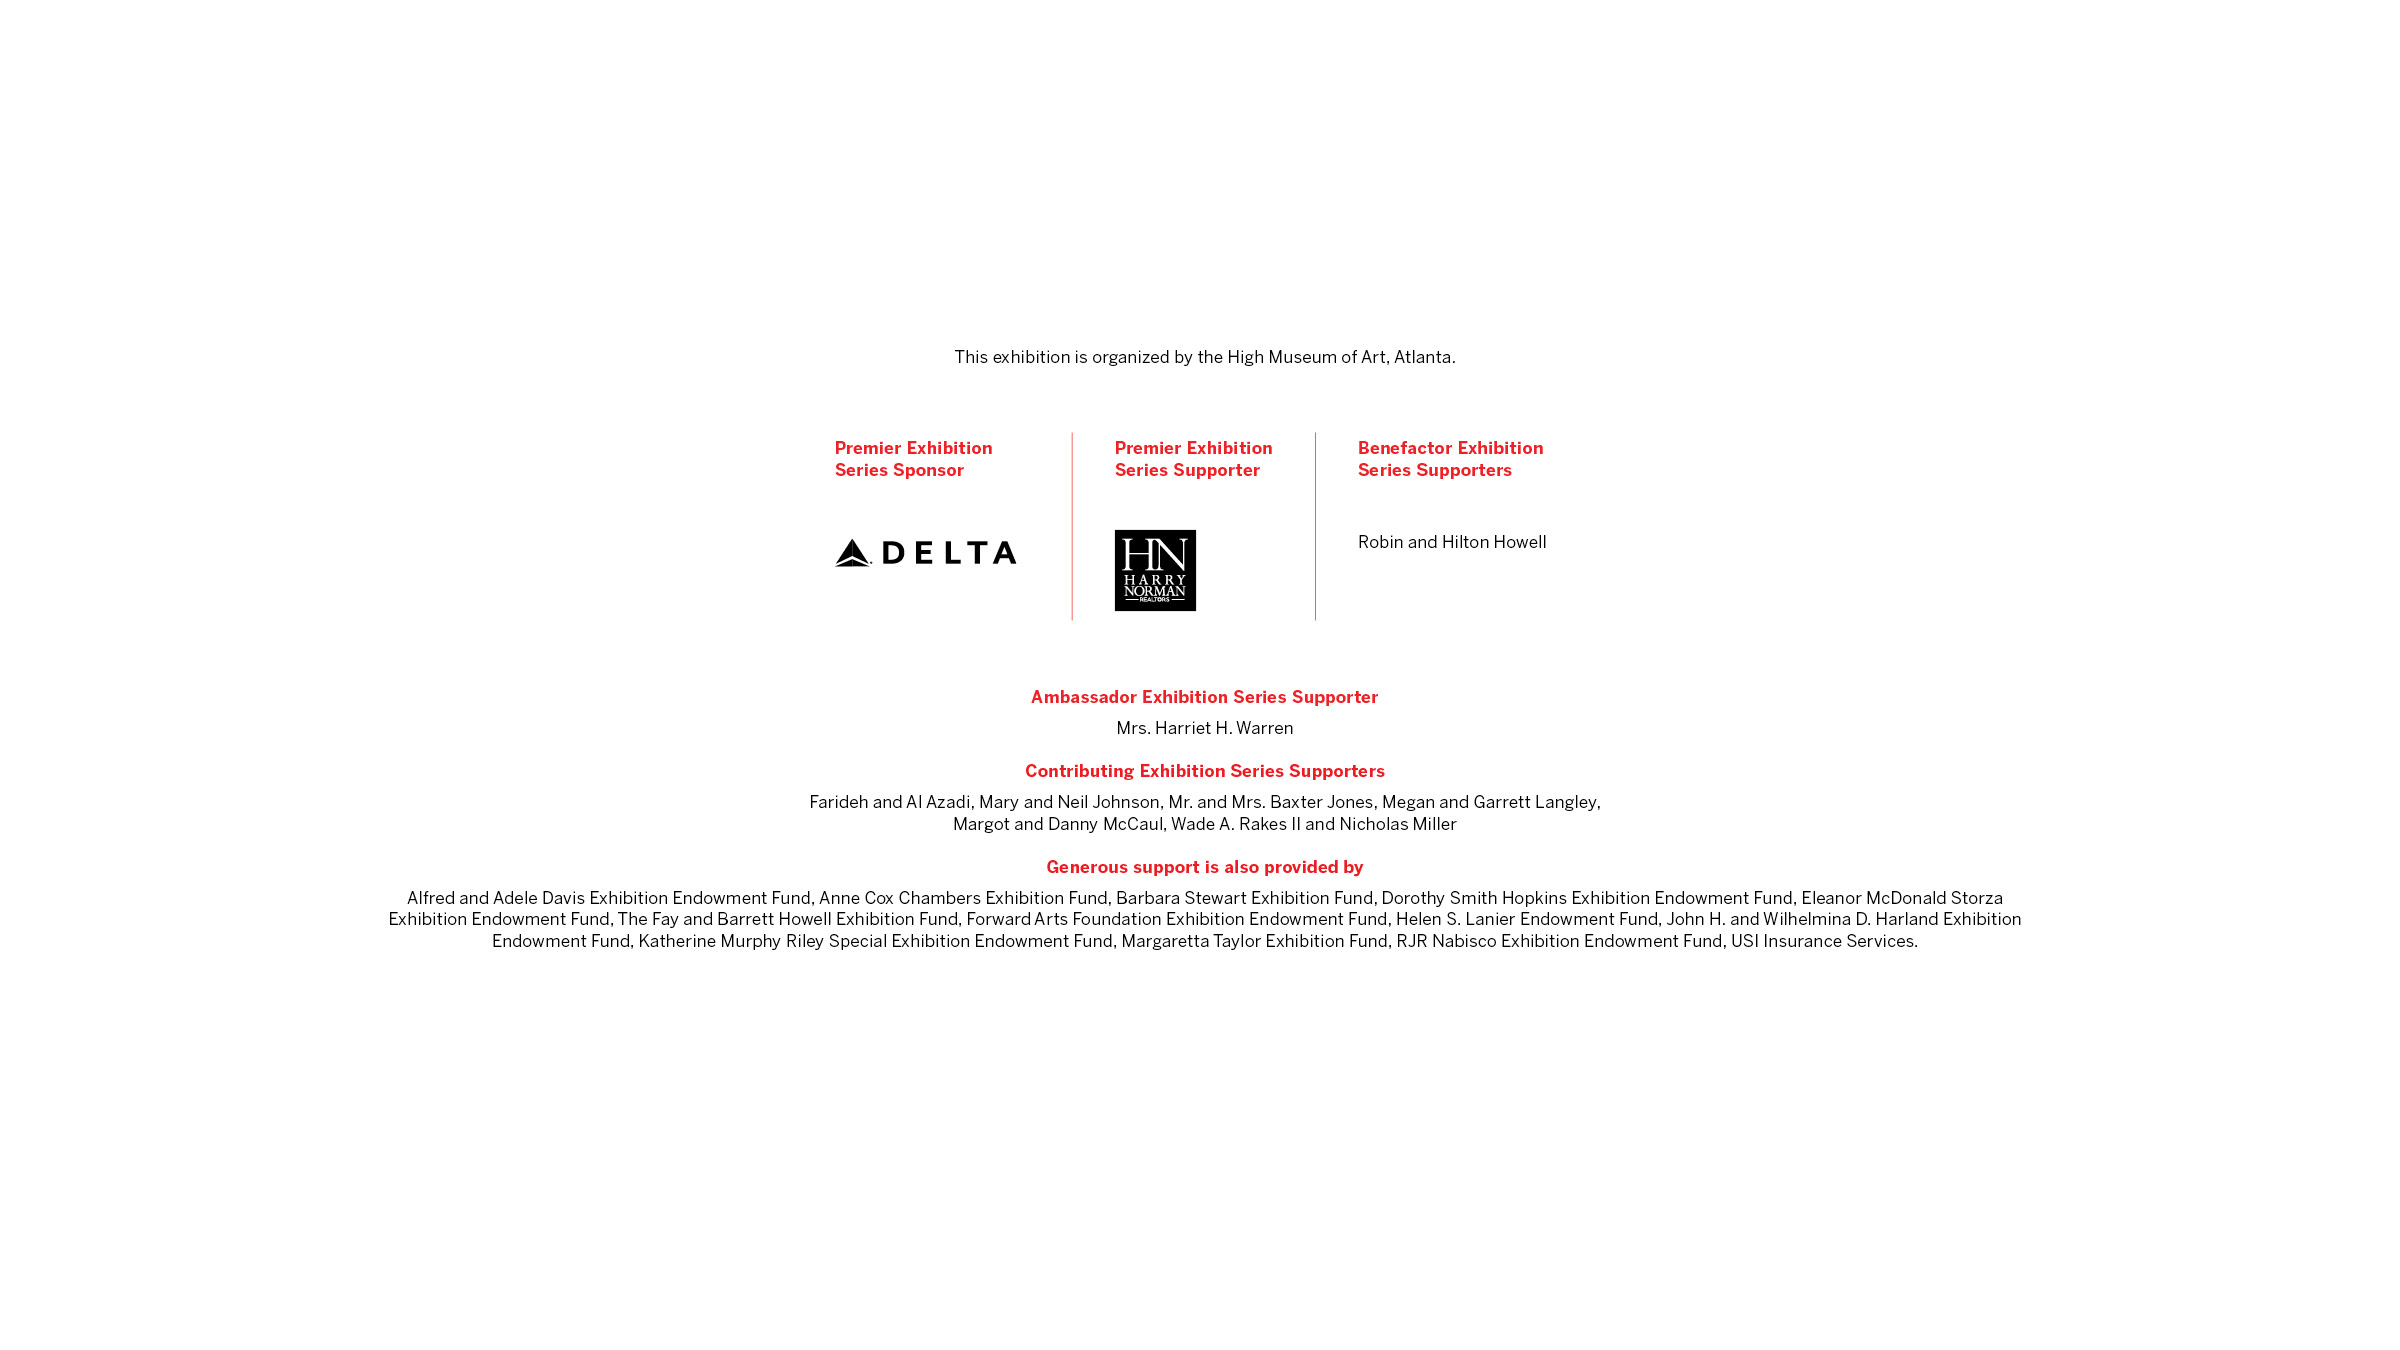 This exhibition is organized by the High Museum of Art, Atlanta.
Premier Exhibition
Series Sponsor
DELTA
Premier Exhibition
Series Supporter
HN
HARRY
NORMAN
REALTORS
Benefactor Exhibition
Series Supporters
Robin and Hilton Howell
Ambassador Exhibition Series Supporter
Mrs. Harriet H. Warren
Contributing Exhibition Series Supporters
Farideh and Al Azadi, Mary and Neil Johnson, Mr. and Mrs. Baxter Jones, Megan and Garrett Langley,
Margot and Danny McCaul, Wade A. Rakes II and Nicholas Miller
Generous support is also provided by
Alfred and Adele Davis Exhibition Endowment Fund, Anne Cox Chambers Exhibition Fund, Barbara Stewart Exhibition Fund, Dorothy Smith Hopkins Exhibition Endowment Fund, Eleanor McDonald Storza
Exhibition Endowment Fund, The Fay and Barrett Howell Exhibition Fund, Forward Arts Foundation Exhibition Endowment Fund, Helen S. Lanier Endowment Fund, John H. and Wilhelmina D. Harland Exhibition
Endowment Fund, Katherine Murphy Riley Special Exhibition Endowment Fund, Margaretta Taylor Exhibition Fund, RJR Nabisco Exhibition Endowment Fund, USI Insurance Services.